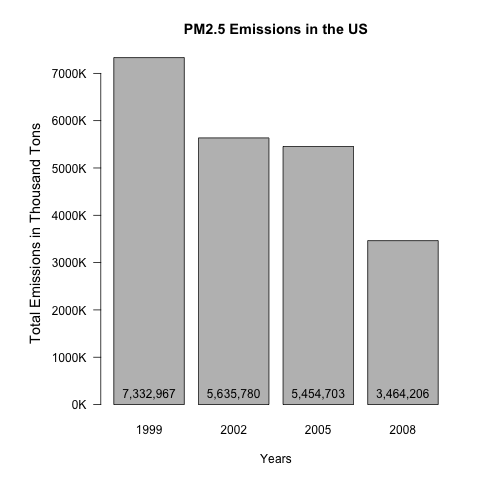 PM2.5 Emissions in the US
Total Emissions in Thousand Tons
7000K
6000K
5000K
4000K
3000K
2000K
1000K
0K
7,332,967 5,635,780 5,454,703 3,464,206
1999 2002 2005 2008
Years